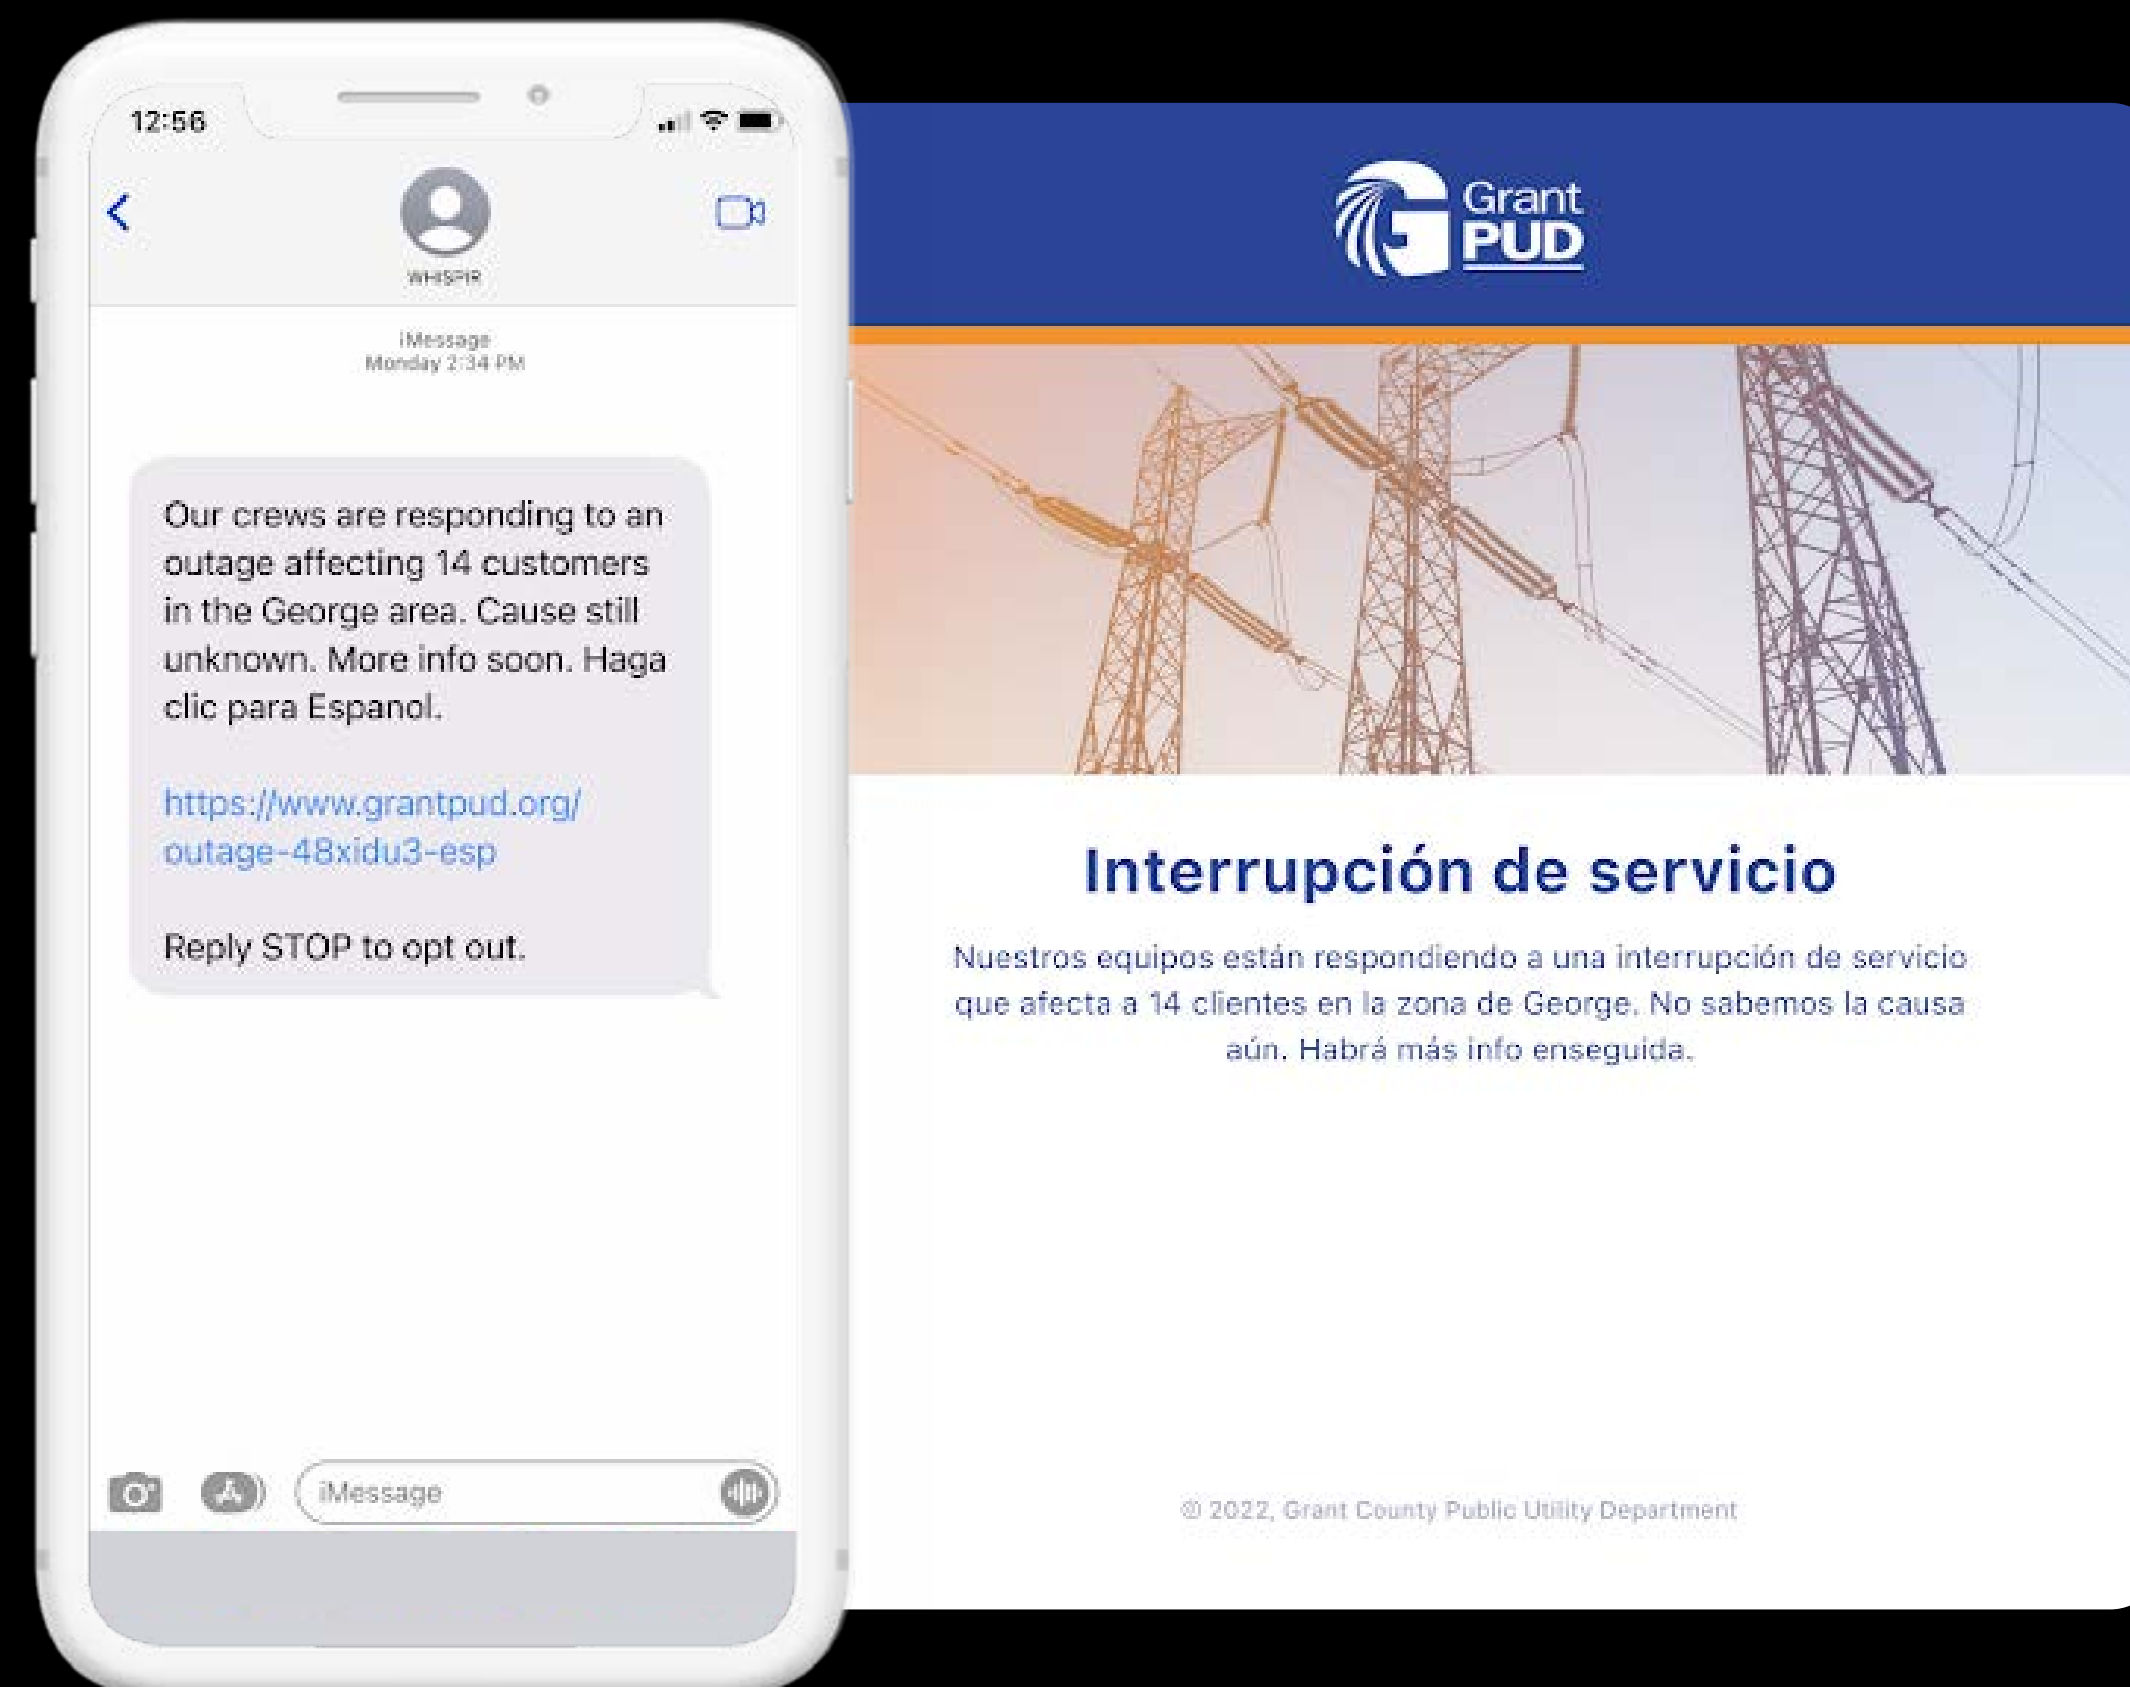 12:56
WHISPIR
iMessage
Monday 2:34 PM
Our crews are responding to an
outage affecting 14 customers
in the George area. Cause still
unknown. More info soon. Haga
clic para Espanol.
https://www.grantpud.org/
outage-48xidu3-esp
Reply STOP to opt out.
iMessage
Grant
PUD
Interrupción de servicio
Nuestros equipos están respondiendo a una interrupción de servicio
que afecta a 14 clientes en la zona de George. No sabemos la causa
aún. Habrá más info enseguida.
© 2022, Grant County Public Utility Department